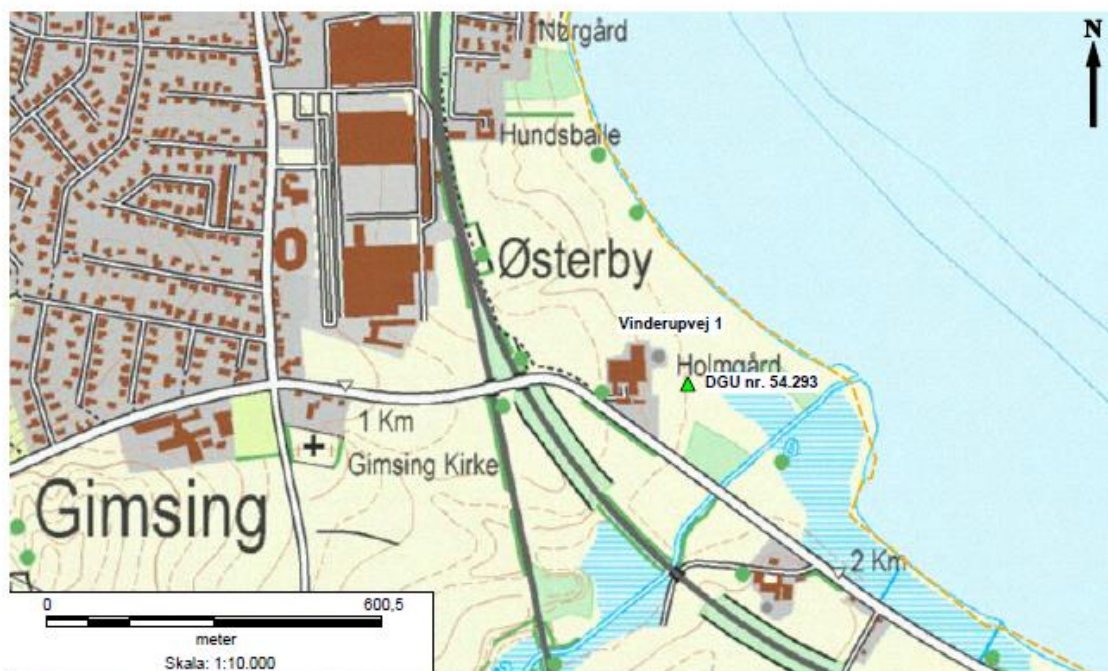 Nørgård
N
Hundsballe
Østerby
Vinderupvej 1
Holmgård
DGU nr. 54.293
1 Km
Gimsing Kirke
Gimsing
2 Km
0 600,5
meter
Skala: 1:10.000